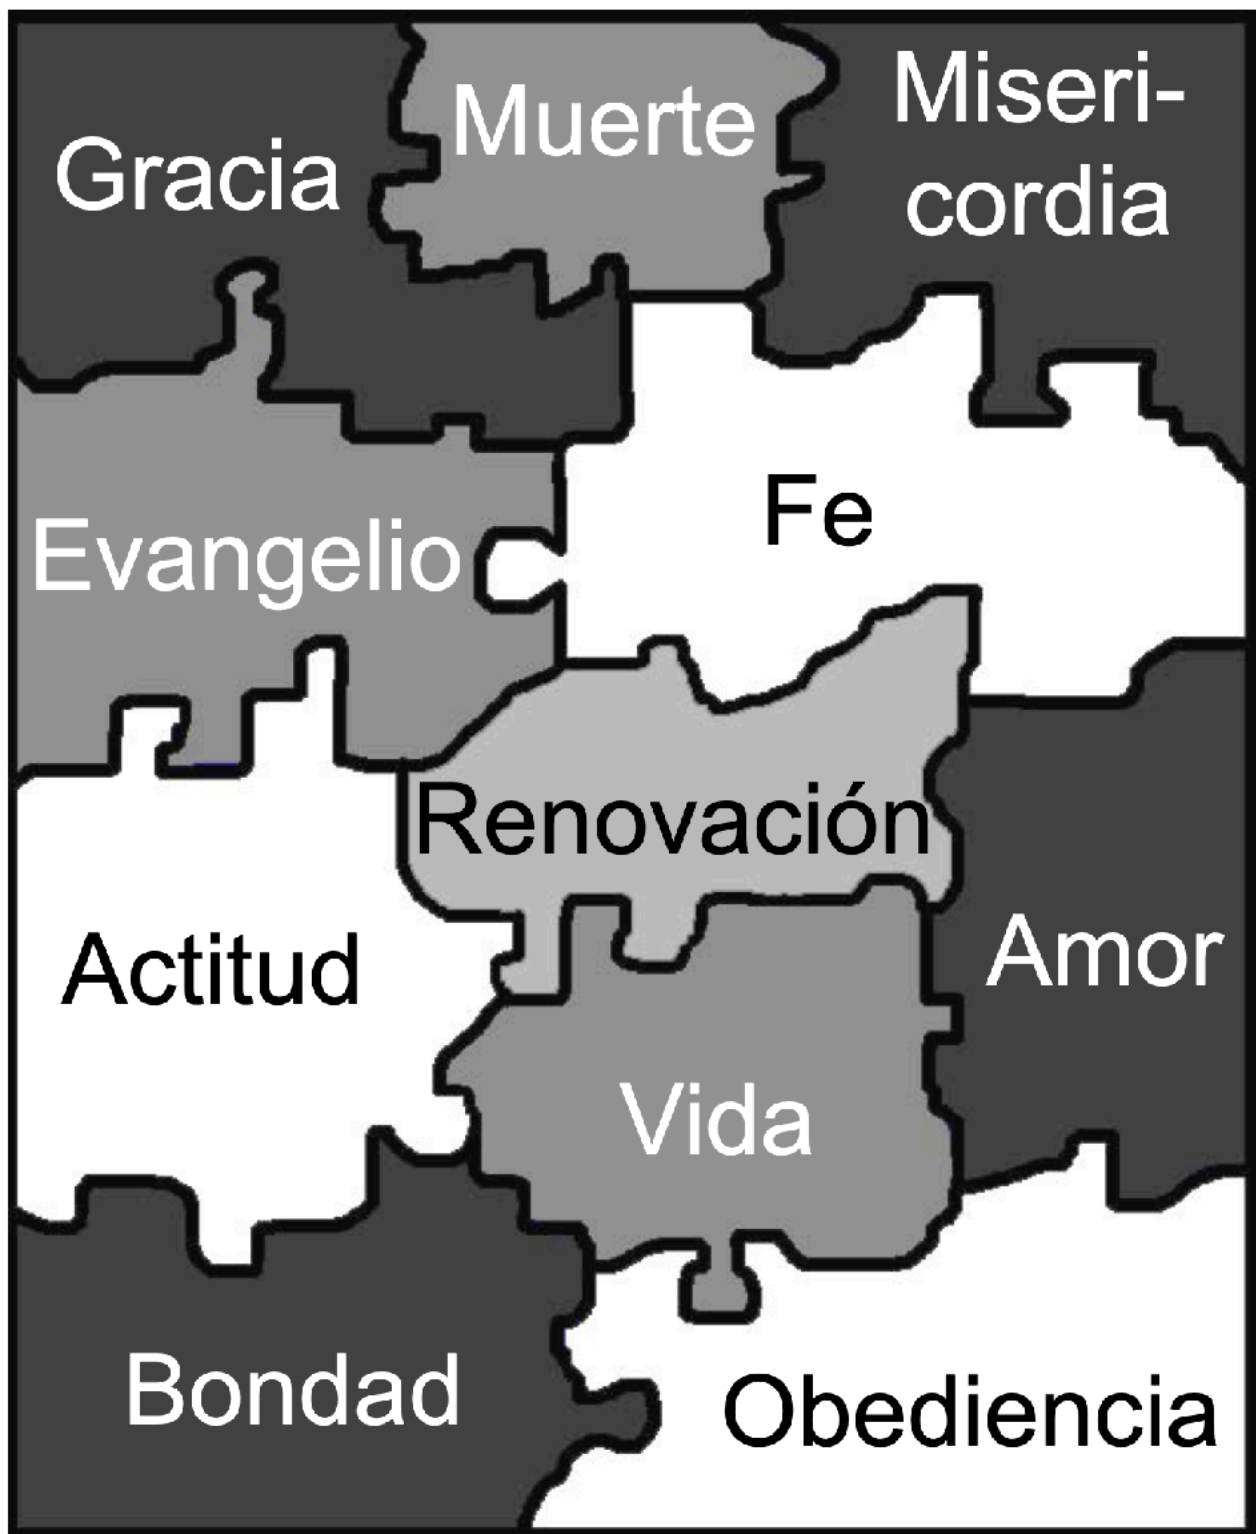 Gracia
Muerte
Miseri-
cordia
Evangelio
Fe
Renovación
Actitud
Amor
Vida
Bondad
Obediencia